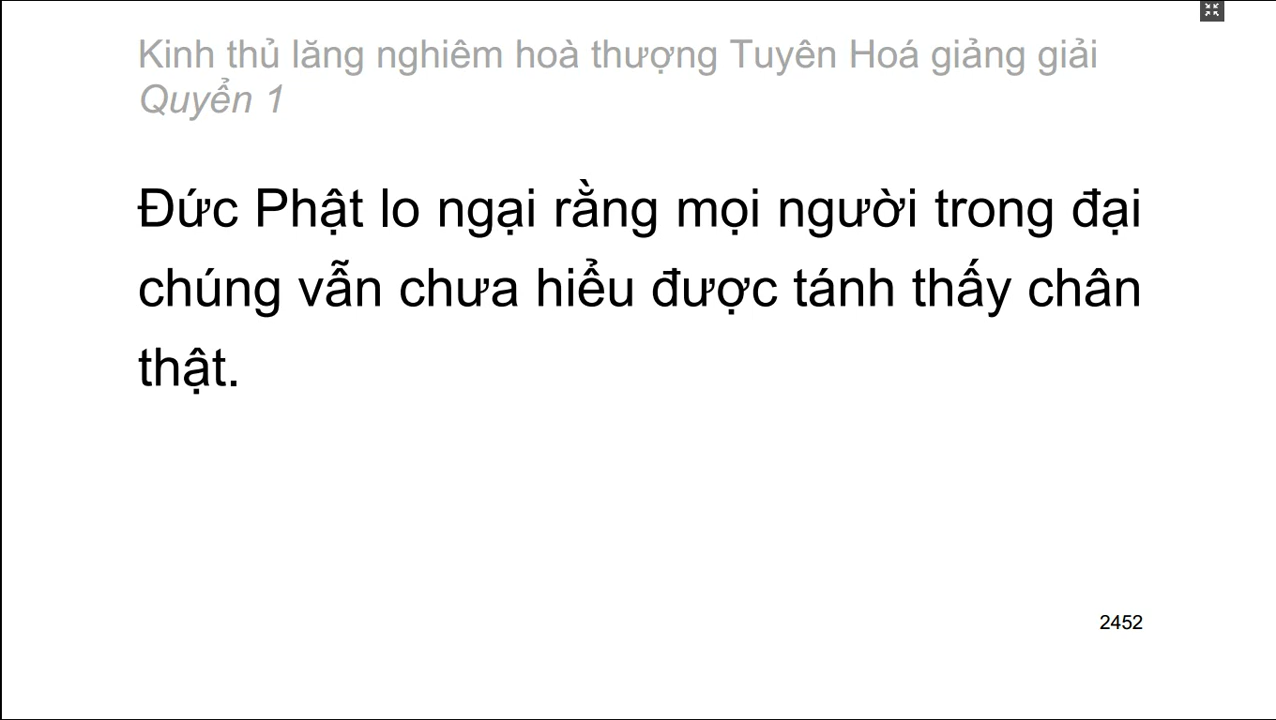 Kinh thủ lăng nghiêm hoà thượng Tuyên Hoá giảng giải
Quyển 1
Đức Phật lo ngại rằng mọi người trong đại
chúng vẫn chưa hiểu được tánh thấy chân
thật.
2452